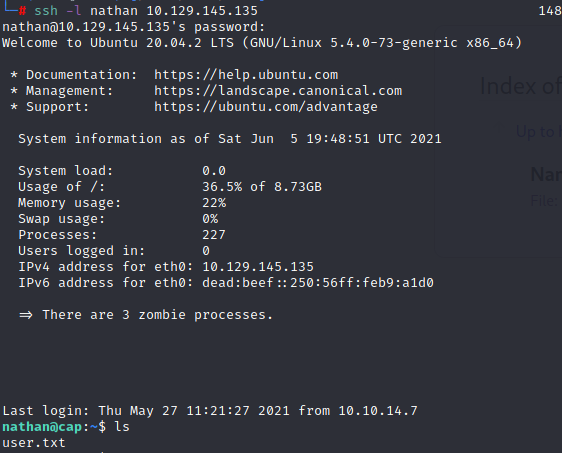 # ssh -l nathan 10.129.145.135 148
nathan@10.129.145.135's password:
Welcome to Ubuntu 20.04.2 LTS (GNU/Linux 5.4.0-73-generic x86_64)
* Documentation: https://help.ubuntu.com
* Management: https://landscape.canonical.com
* Support: https://ubuntu.com/advantage
Index of
Up to
System information as of Sat Jun 5 19:48:51 UTC 2021
System load: 0.0
Nar
Usage of /: 36.5% of 8.73GB
File:
Memory usage: 22%
Swap usage: 0%
Processes: 227
Users logged in: 0
IPv4 address for eth0: 10.129.145.135
IPv6 address for eth0: dead:beef::250:56ff:feb9:a1d0
=> There are 3 zombie processes.
Last login: Thu May 27 11:21:27 2021 from 10.10.14.7
nathan@cap:~$ ls
user.txt